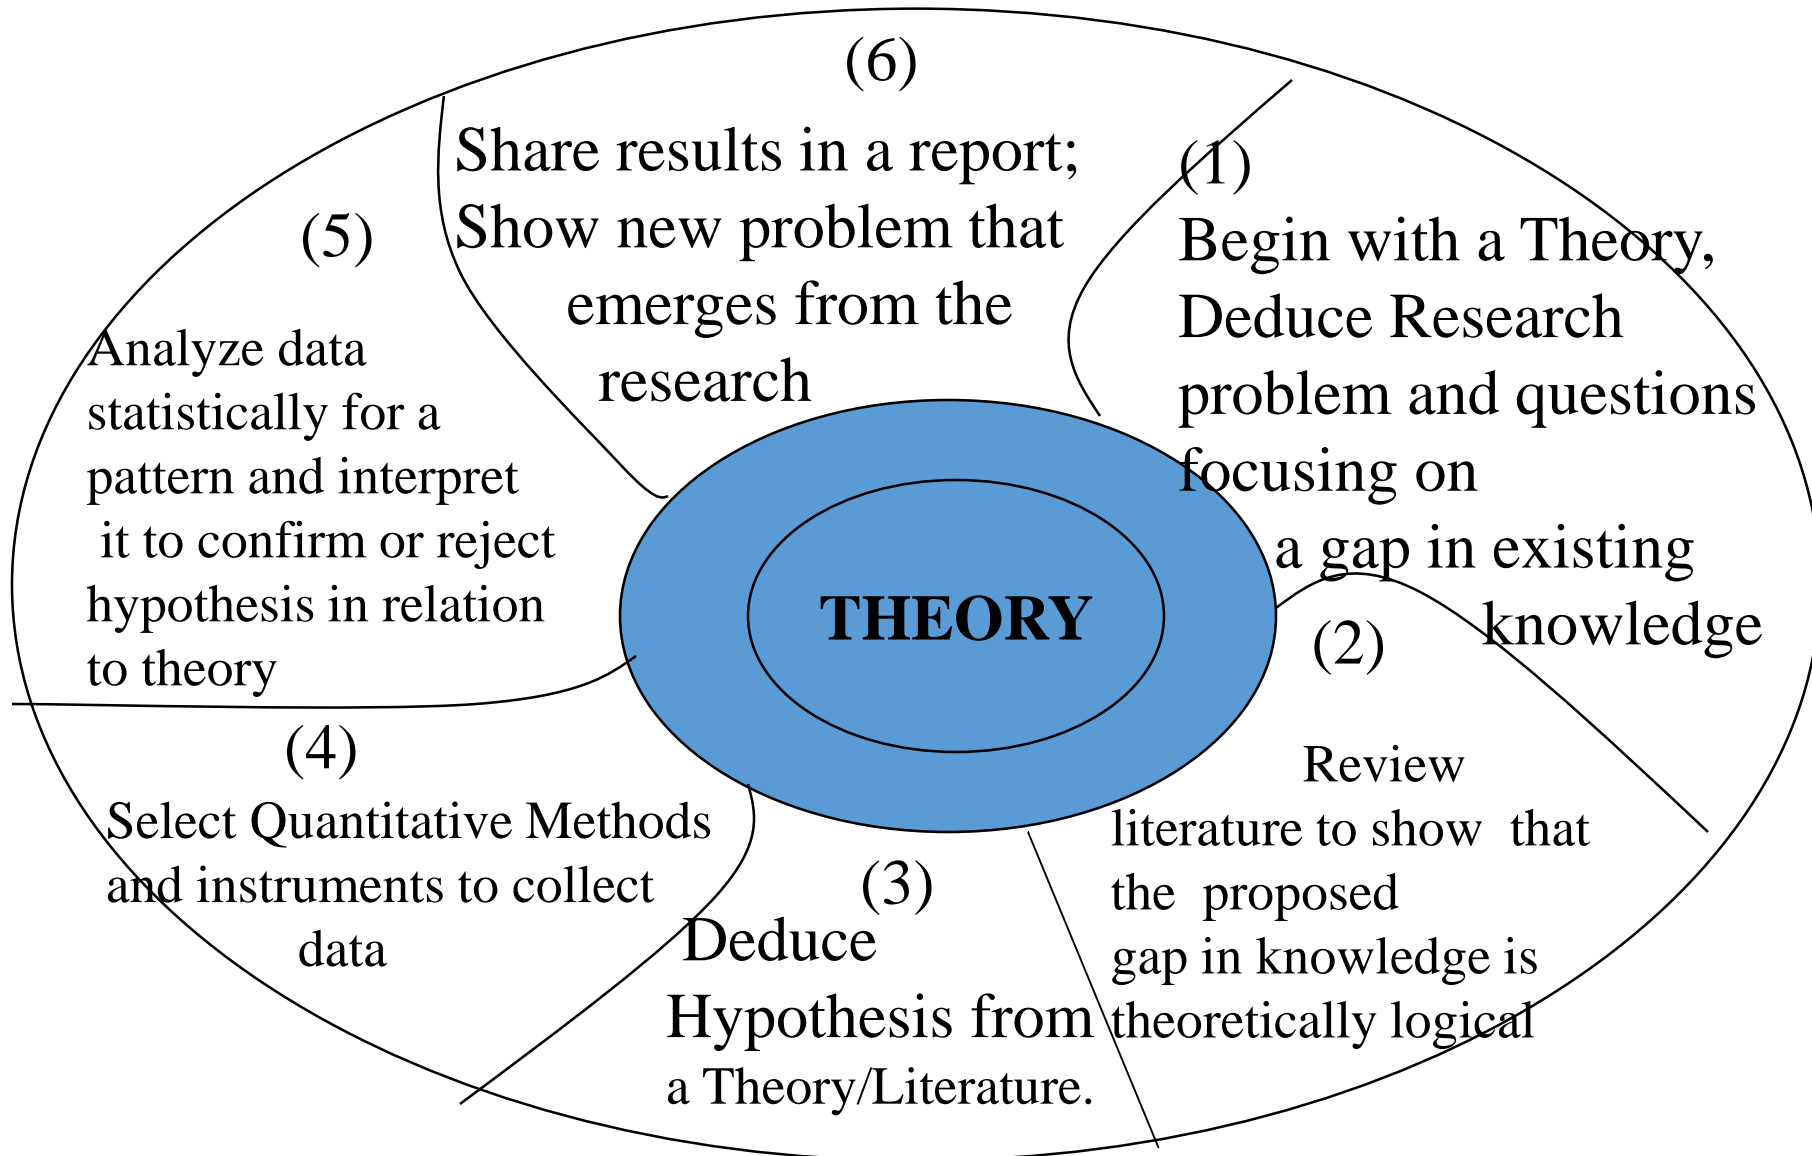 (6)
Share results in a report;
Show new problem that
emerges from the
research
(1)
Begin with a Theory,
Deduce Research
problem and questions
focusing on
a gap in existing
knowledge
(2)
Review
literature to show that
the proposed
gap in knowledge is
theoretically logical
(3)
Deduce
Hypothesis from
a Theory/Literature.
(4)
Select Quantitative Methods
and instruments to collect
data
(5)
Analyze data
statistically for a
pattern and interpret
it to confirm or reject
hypothesis in relation
to theory
THEORY